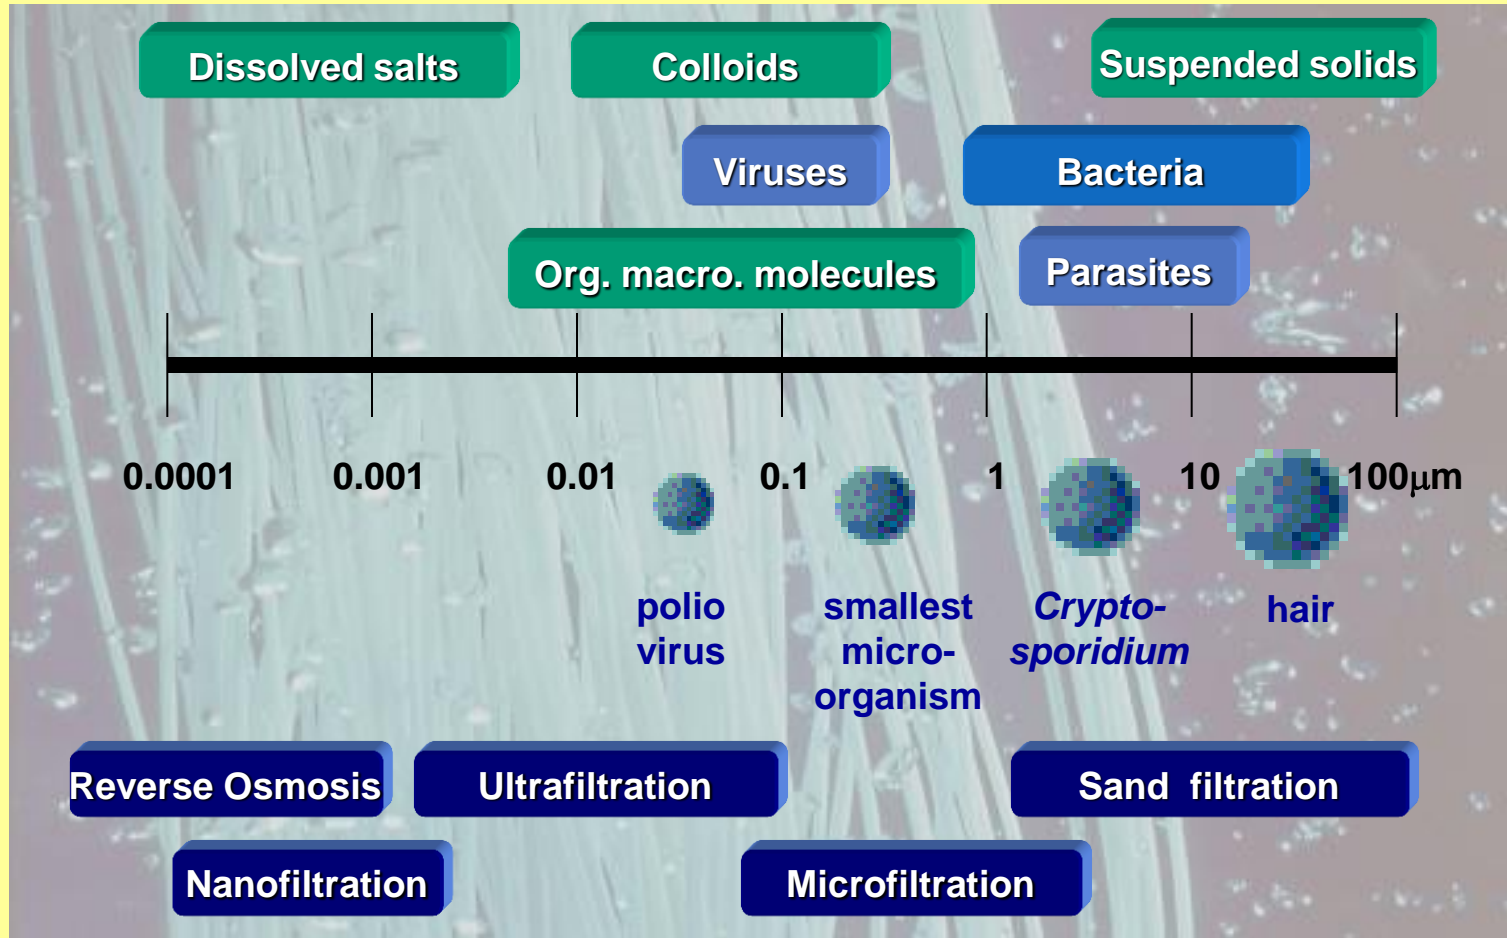 Dissolved salts
Colloids
Suspended solids
Viruses
Bacteria
Org. macro. molecules
Parasites
0.0001
0.001
0.01
0.1
1
10
100μm
polio
virus
smallest
micro-
organism
Crypto-
sporidium
hair
Reverse Osmosis
Ultrafiltration
Sand filtration
Nanofiltration
Microfiltration